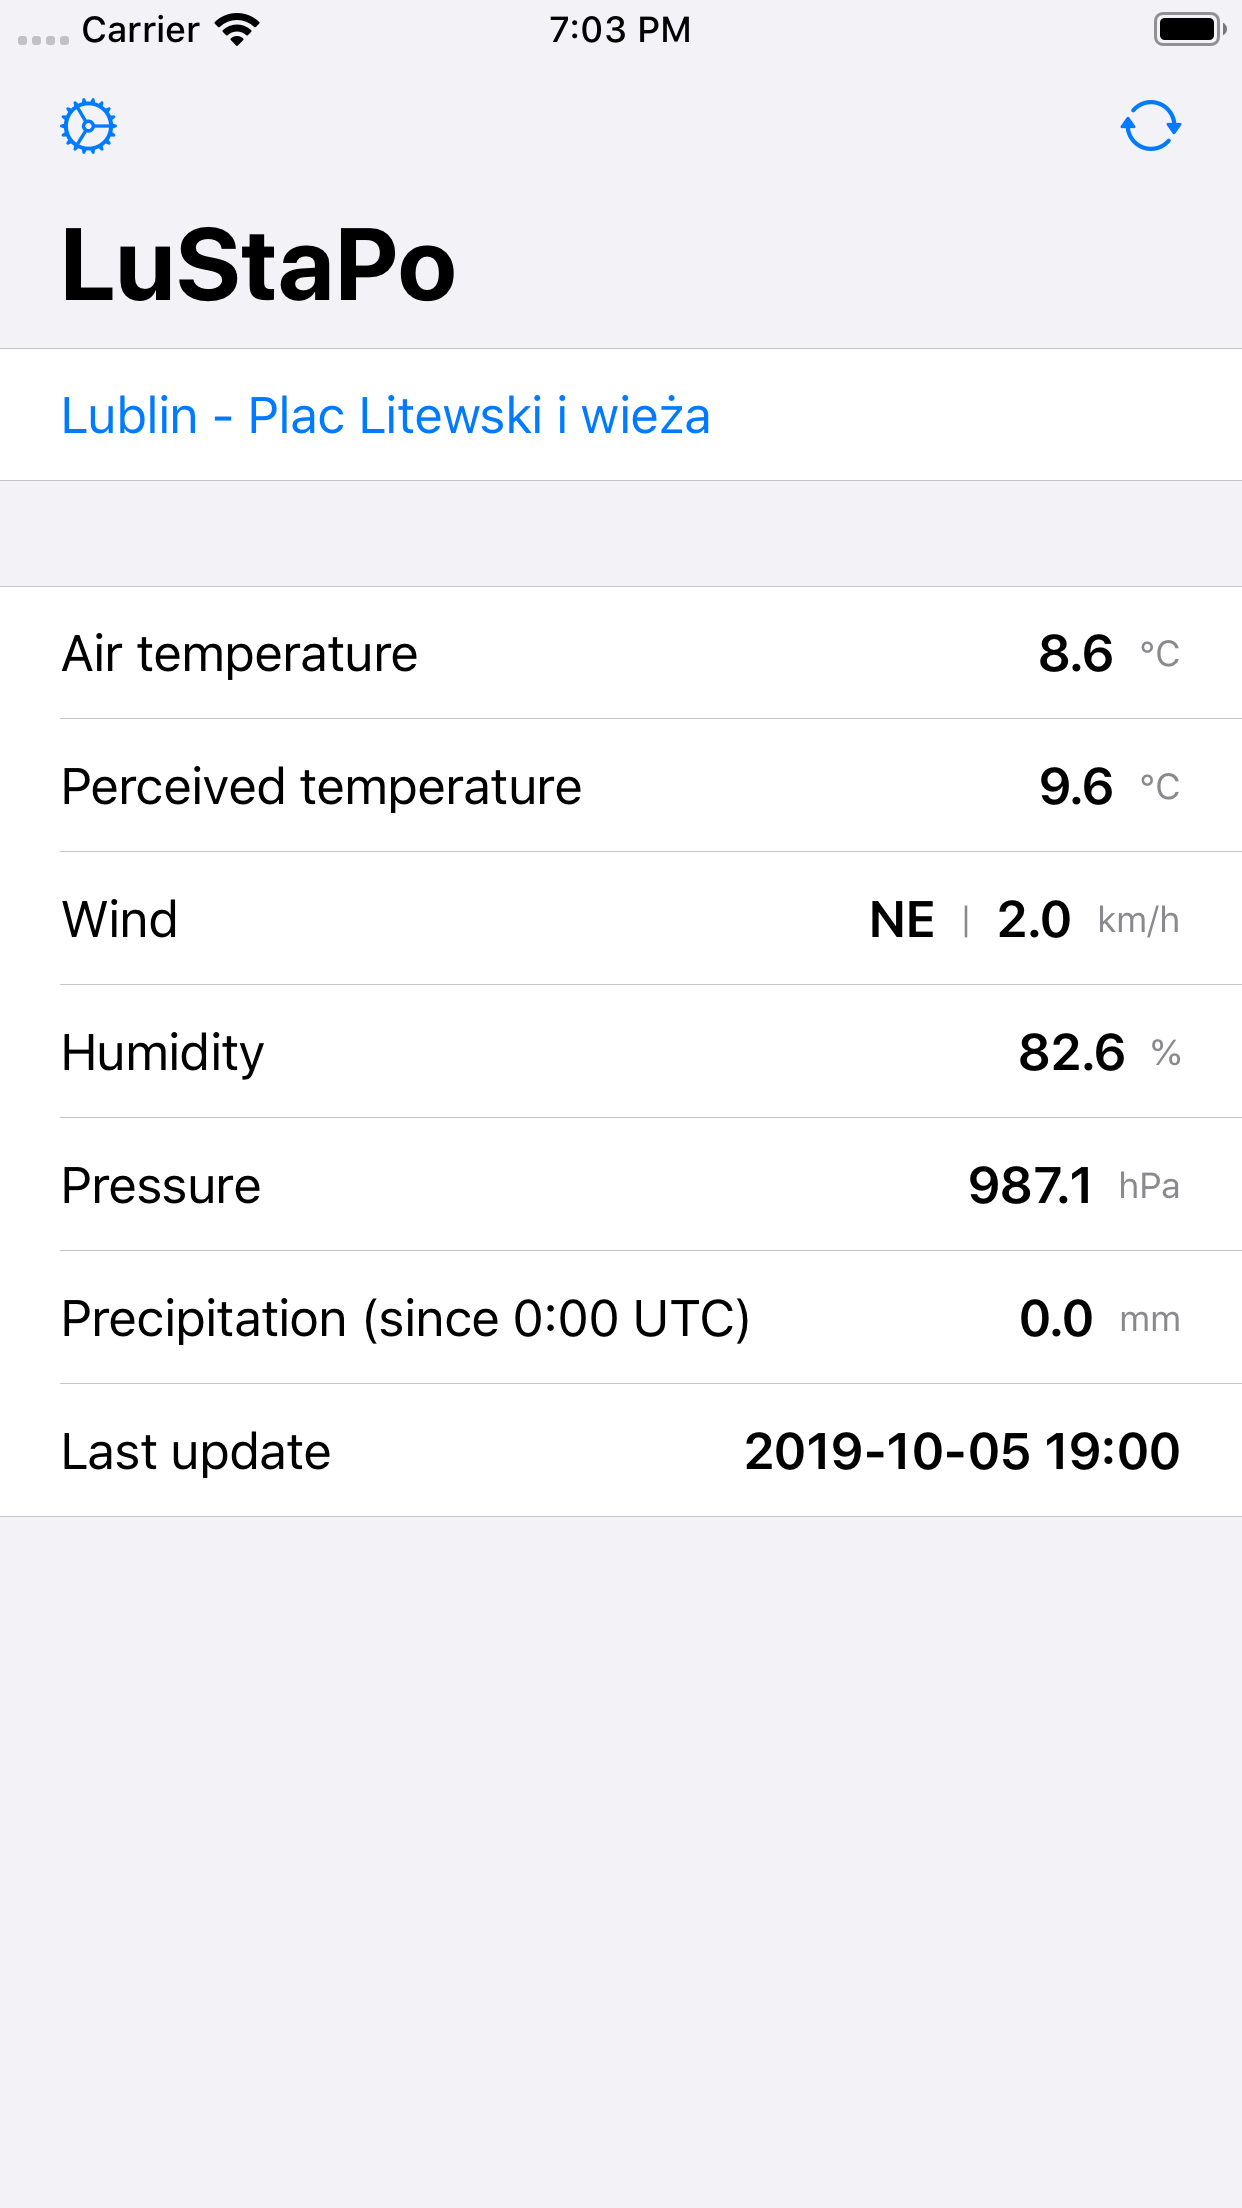 Carrier 7:03 PM
LuStaPo
Lublin - Plac Litewski i wieża
Air temperature 8.6 °C
Perceived temperature 9.6 °C
Wind NE | 2.0 km/h
Humidity 82.6 %
Pressure 987.1 hPa
Precipitation (since 0:00 UTC) 0.0 mm
Last update 2019-10-05 19:00